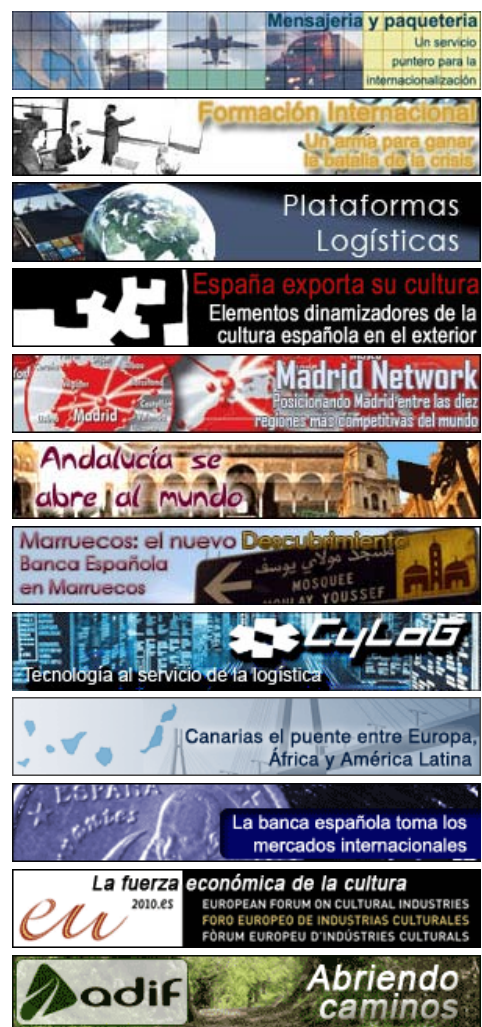 Mensajería y paquetería
Un servicio
puntero para la
internacionalización
Formación Internacional
Un arma para ganar
la batalla de la crisis
Plataformas
Logísticas
España exporta su cultura
Elementos dinamizadores de la
cultura española en el exterior
Madrid Network
Posicionando Madrid entre las diez
regiones más competitivas del mundo
Madrid
Andalucía se
abre al mundo
Marruecos: el nuevo Descubrimiento
Banca Española
en Marruecos
مسجد مولاي يوسف
MOSQUEE
MOULAY YOUSSEF
CyLoG
Tecnología al servicio de la logística
Canarias el puente entre Europa,
África y América Latina
ESPAÑA
La banca española toma los
mercados internacionales
La fuerza económica de la cultura
eu 2010.es
EUROPEAN FORUM ON CULTURAL INDUSTRIES
FORO EUROPEO DE INDUSTRIAS CULTURALES
FÒRUM EUROPEU D'INDÚSTRIES CULTURALS
adif
Abriendo
caminos